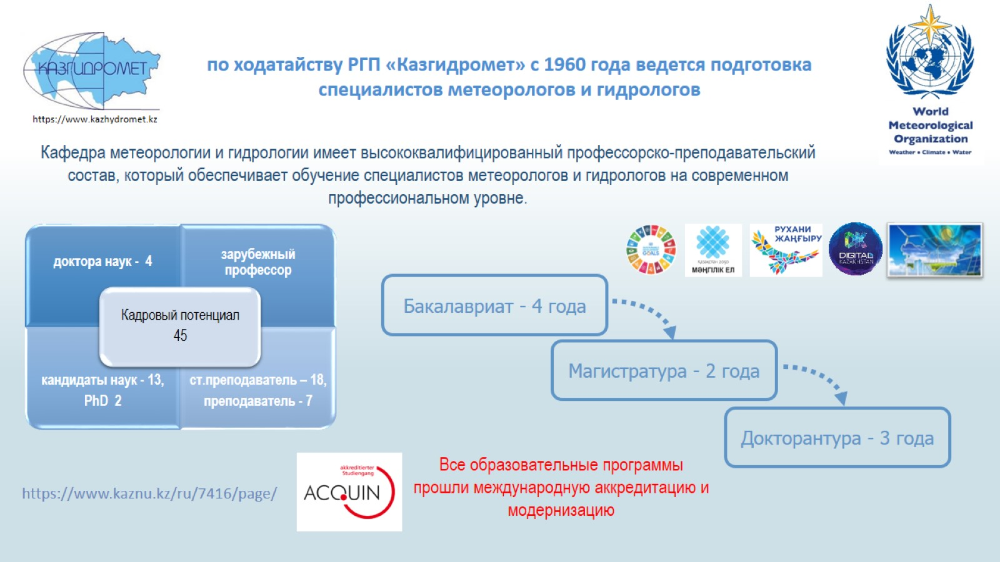 КАЗГИДРОМЕТ
https://www.kazhydromet.kz
по ходатайству РГП «Казгидромет» с 1960 года ведется подготовка
специалистов метеорологов и гидрологов
World
Meteorological
Organization
Weather • Climate • Water
Кафедра метеорологии и гидрологии имеет высококвалифицированный профессорско-преподавательский
состав, который обеспечивает обучение специалистов метеорологов и гидрологов на современном
профессиональном уровне.
доктора наук - 4
зарубежный
профессор
Кадровый потенциал
45
кандидаты наук - 13,
PhD 2
ст.преподаватель – 18,
преподаватель - 7
GOALS
Қазақстан 2050
МӘҢГІЛІК ЕЛ
РУХАНИ
ЖАҢҒЫРУ
DIGITAL
KAZAKHSTAN
Бакалавриат - 4 года
Магистратура - 2 года
Докторантура - 3 года
https://www.kaznu.kz/ru/7416/page/
akkreditierter
Studiengang
ACQUIN
Все образовательные программы
прошли международную аккредитацию и
модернизацию